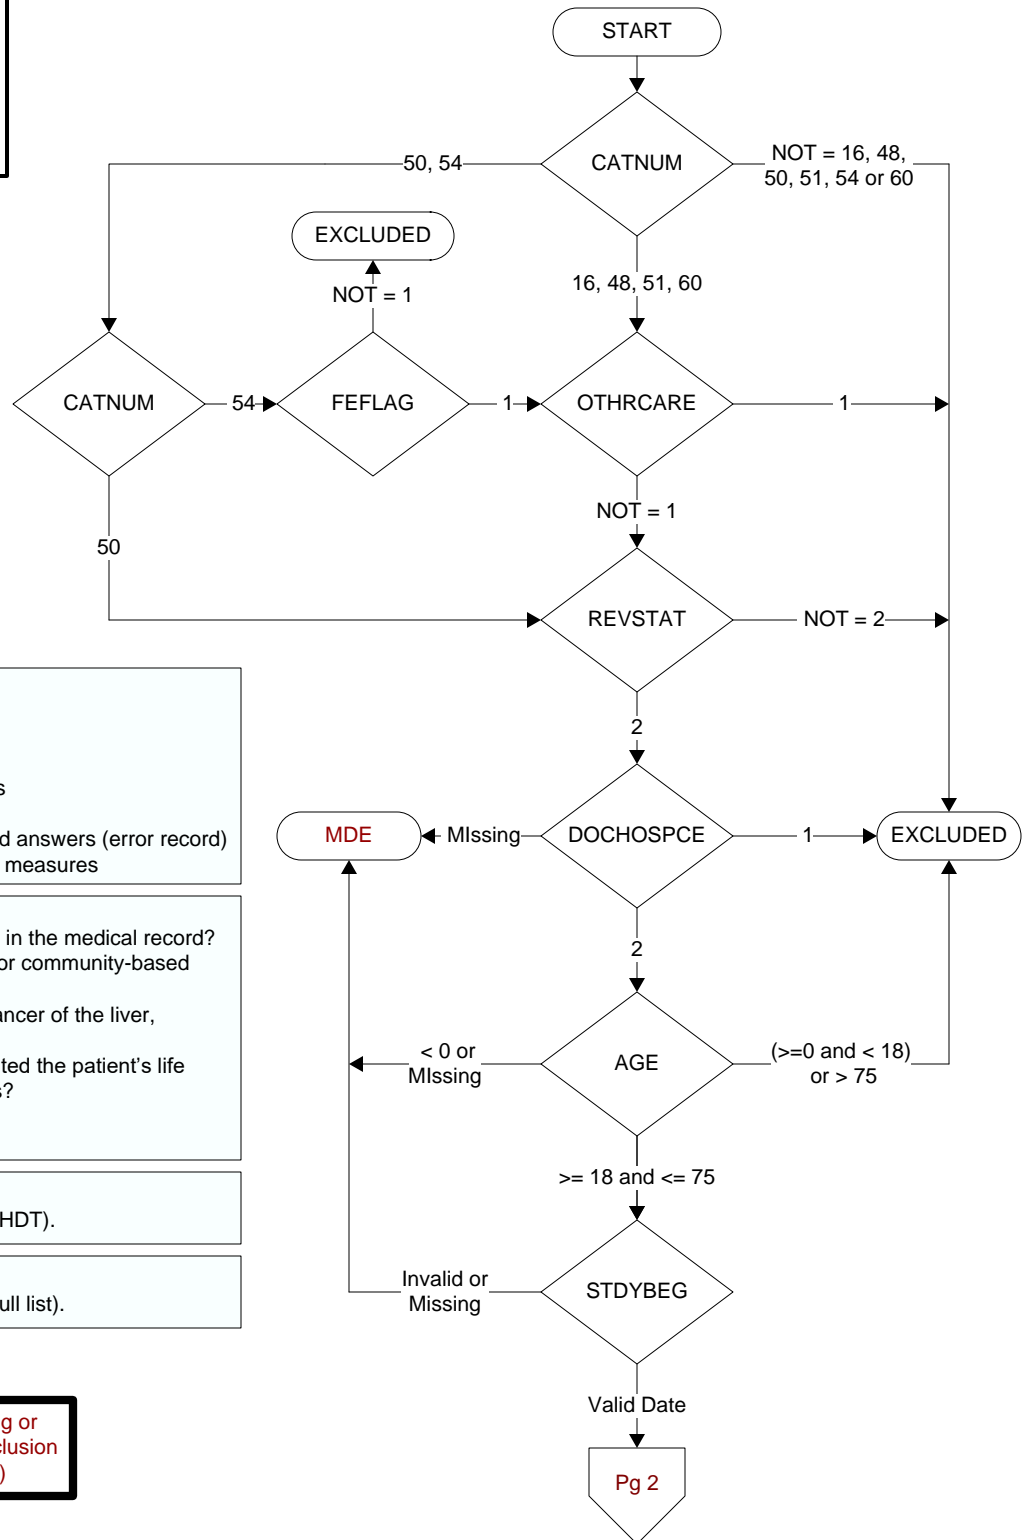 START
CATNUM
50, 54
NOT = 16, 48,
50, 51, 54 or 60
EXCLUDED
NOT = 1
16, 48, 51, 60
CATNUM
54
FEFLAG
1
OTHRCARE
1
NOT = 1
50
REVSTAT
NOT = 2
2
MDE
MIssing
DOCHOSPCE
1
EXCLUDED
2
< 0 or
MIssing
AGE
(>=0 and < 18)
or > 75
>= 18 and <= 75
Invalid or
Missing
STDYBEG
Valid Date
Pg 2
s
d answers (error record)
measures
in the medical record?
or community-based
ancer of the liver,
ted the patient's life
s?
HDT).
ull list).
g or
clusion
)